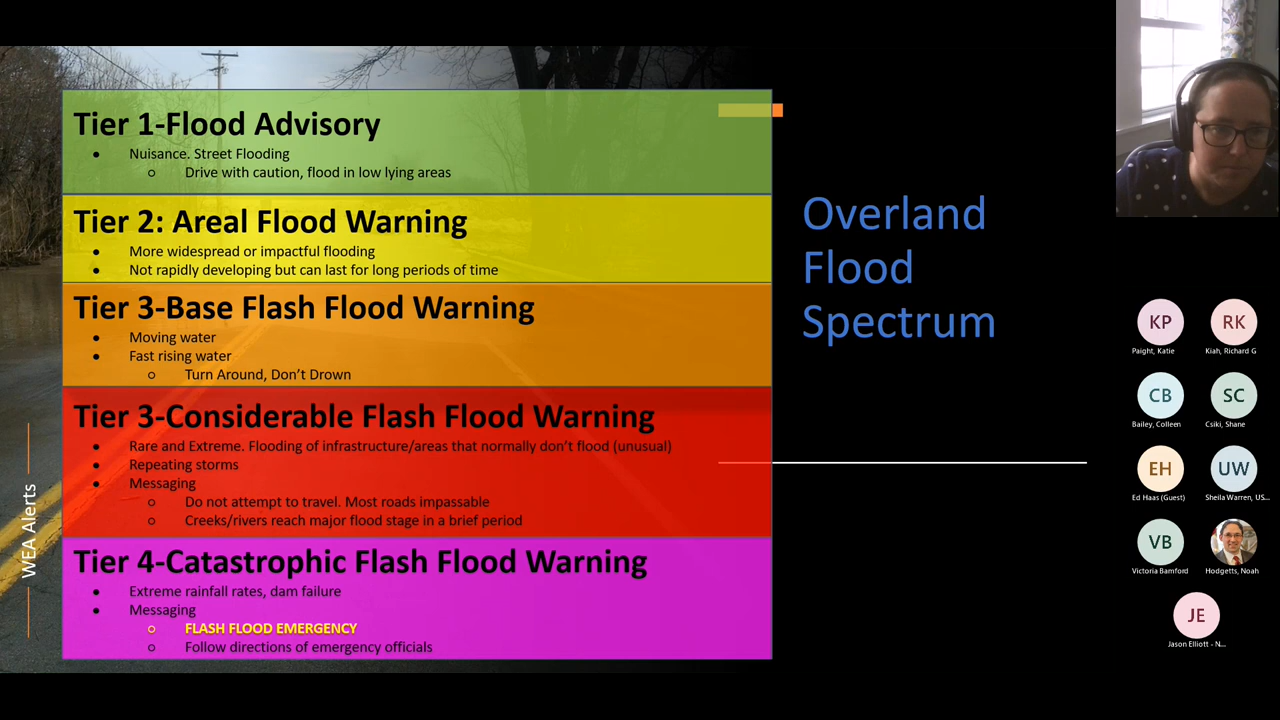 Tier 1-Flood Advisory
● Nuisance. Street Flooding
○ Drive with caution, flood in low lying areas
Tier 2: Areal Flood Warning
● More widespread or impactful flooding
● Not rapidly developing but can last for long periods of time
Tier 3-Base Flash Flood Warning
● Moving water
● Fast rising water
○ Turn Around, Don’t Drown
Tier 3-Considerable Flash Flood Warning
● Rare and Extreme. Flooding of infrastructure/areas that normally don’t flood (unusual)
● Repeating storms
● Messaging
○ Do not attempt to travel. Most roads impassable
○ Creeks/rivers reach major flood stage in a brief period
Tier 4-Catastrophic Flash Flood Warning
● Extreme rainfall rates, dam failure
● Messaging
○ FLASH FLOOD EMERGENCY
○ Follow directions of emergency officials
WEA Alerts
Overland
Flood
Spectrum
KP
Paight, Katie
RK
Kiah, Richard G
CB
Bailey, Colleen
SC
Csiki, Shane
EH
Ed Haas (Guest)
UW
Sheila Warren, US...
VB
Victoria Bamford
Hodgetts, Noah
JE
Jason Elliott - N...